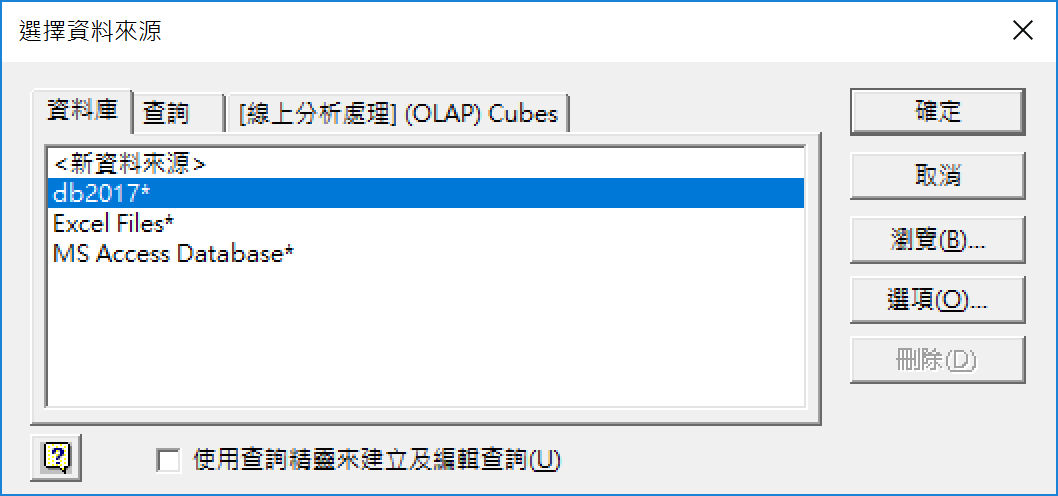 選擇資料來源
資料庫 查詢 [線上分析處理] (OLAP) Cubes
<新資料來源>
db2017*
Excel Files*
MS Access Database*
確定
取消
瀏覽(B)...
選項(O)...
刪除(D)
使用查詢精靈來建立及編輯查詢(U)